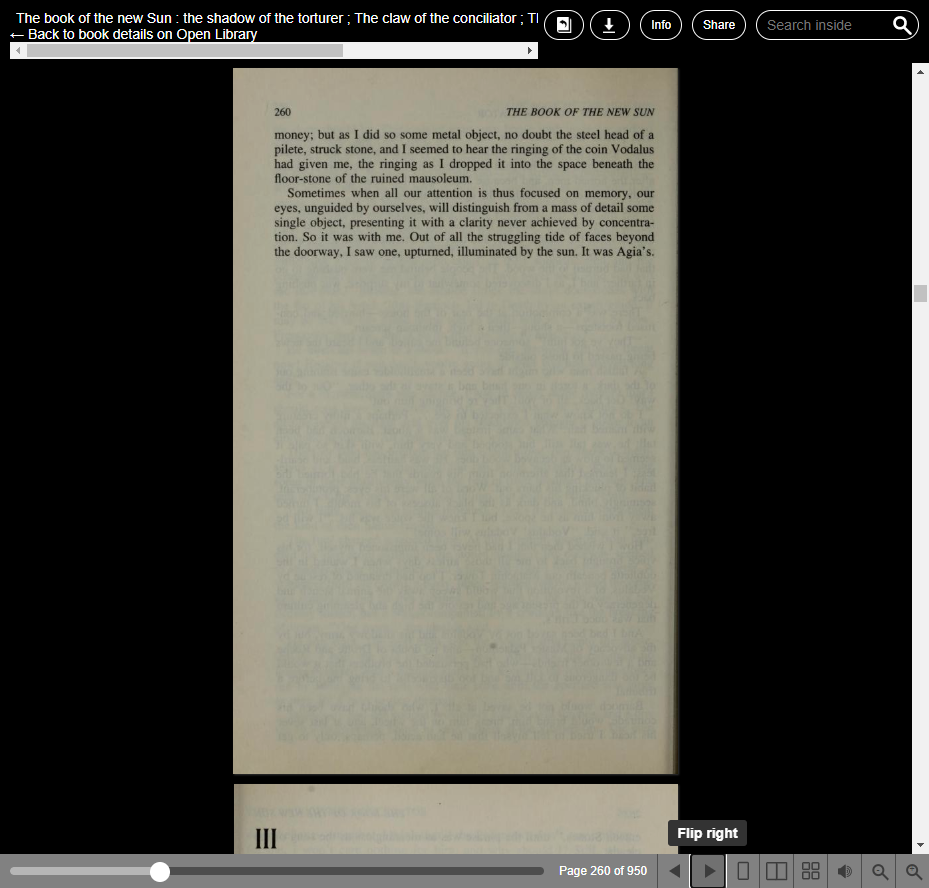 The book of the new Sun : the shadow of the torturer ; The claw of the conciliator ;
← Back to book details on Open Library
Info
Share
Search inside
260
THE BOOK OF THE NEW SUN
money; but as I did so some metal object, no doubt the steel head of a
pilete, struck stone, and I seemed to hear the ringing of the coin Vodalus
had given me, the ringing as I dropped it into the space beneath the
floor-stone of the ruined mausoleum.
Sometimes when all our attention is thus focused on memory, our
eyes, unguided by ourselves, will distinguish from a mass of detail some
single object, presenting it with a clarity never achieved by concentra-
tion. So it was with me. Out of all the struggling tide of faces beyond
the doorway, I saw one, upturned, illuminated by the sun. It was Agia's.
III
Flip right
Page 260 of 950